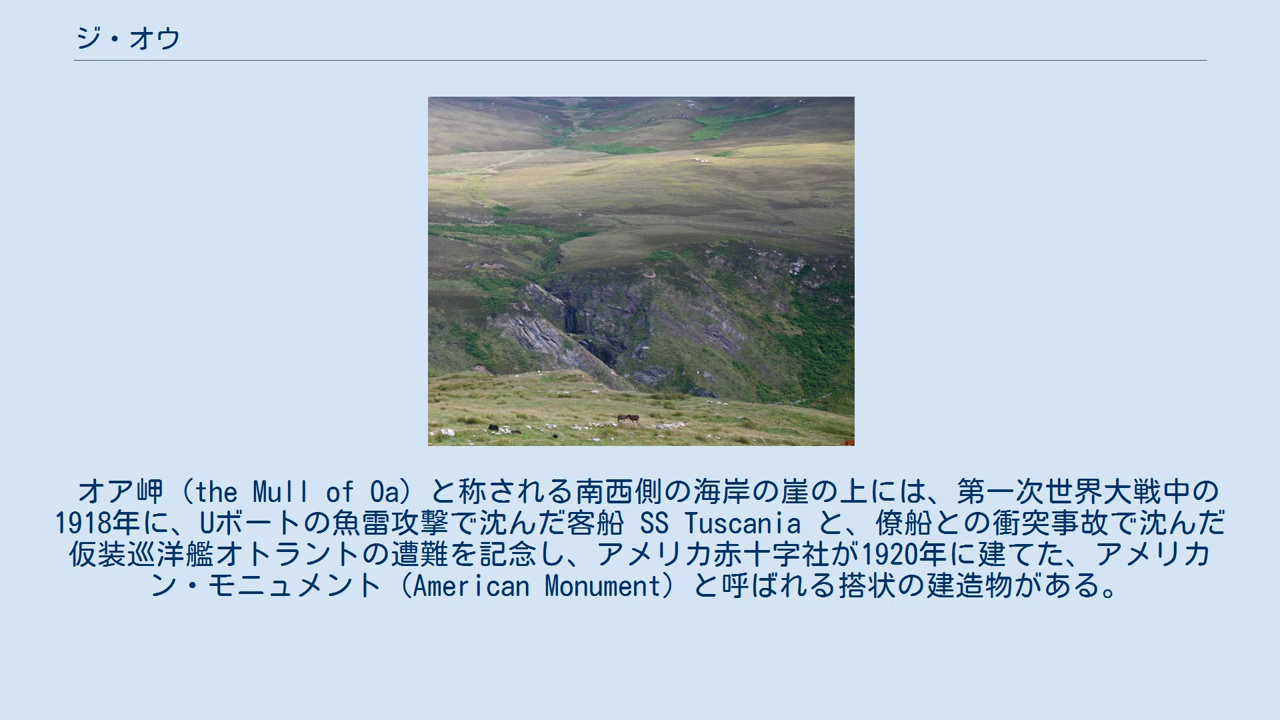 ジ・オウ
オア岬（the Mull of Oa）と称される南西側の海岸の崖の上には、第一次世界大戦中の
1918年に、Uボートの魚雷攻撃で沈んだ客船 SS Tuscania と、僚船との衝突事故で沈んだ
仮装巡洋艦オトラントの遭難を記念し、アメリカ赤十字社が1920年に建てた、アメリカ
ン・モニュメント（American Monument）と呼ばれる搭状の建造物がある。